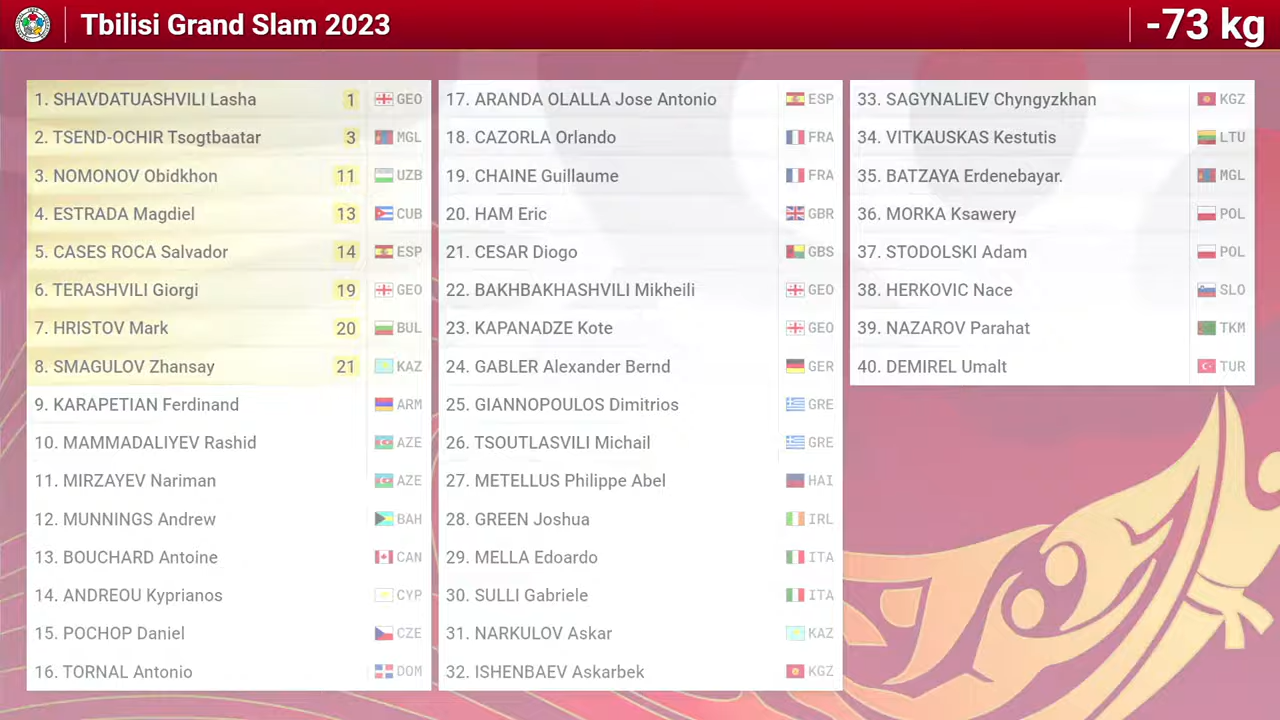 Tbilisi Grand Slam 2023
-73 kg
1. SHAVDATUASHVILI Lasha 1 GEO
2. TSEND-OCHIR Tsogtbaatar 3 MGL
3. NOMONOV Obidkhon 11 UZB
4. ESTRADA Magdiel 13 CUB
5. CASES ROCA Salvador 14 ESP
6. TERASHVILI Giorgi 19 GEO
7. HRISTOV Mark 20 BUL
8. SMAGULOV Zhansay 21 KAZ
9. KARAPETIAN Ferdinand ARM
10. MAMMADALIYEV Rashid AZE
11. MIRZAYEV Nariman AZE
12. MUNNINGS Andrew BAH
13. BOUCHARD Antoine CAN
14. ANDREOU Kyprianos CYP
15. POCHOP Daniel CZE
16. TORNAL Antonio DOM
17. ARANDA OLALLA Jose Antonio ESP
18. CAZORLA Orlando FRA
19. CHAINE Guillaume FRA
20. HAM Eric GBR
21. CESAR Diogo GBS
22. BAKHBAKHASHVILI Mikheili GEO
23. KAPANADZE Kote GEO
24. GABLER Alexander Bernd GER
25. GIANNOPOULOS Dimitrios GRE
26. TSOUTLASVILI Michail GRE
27. METELLUS Philippe Abel HAI
28. GREEN Joshua IRL
29. MELLA Edoardo ITA
30. SULLI Gabriele ITA
31. NARKULOV Askar KAZ
32. ISHENBAEV Askarbek KGZ
33. SAGYNALIEV Chyngyzkhan KGZ
34. VITKAUSKAS Kestutis LTU
35. BATZAYA Erdenebayar. MGL
36. MORKA Ksawery POL
37. STODOLSKI Adam POL
38. HERKOVIC Nace SLO
39. NAZAROV Parahat TKM
40. DEMIREL Umalt TUR